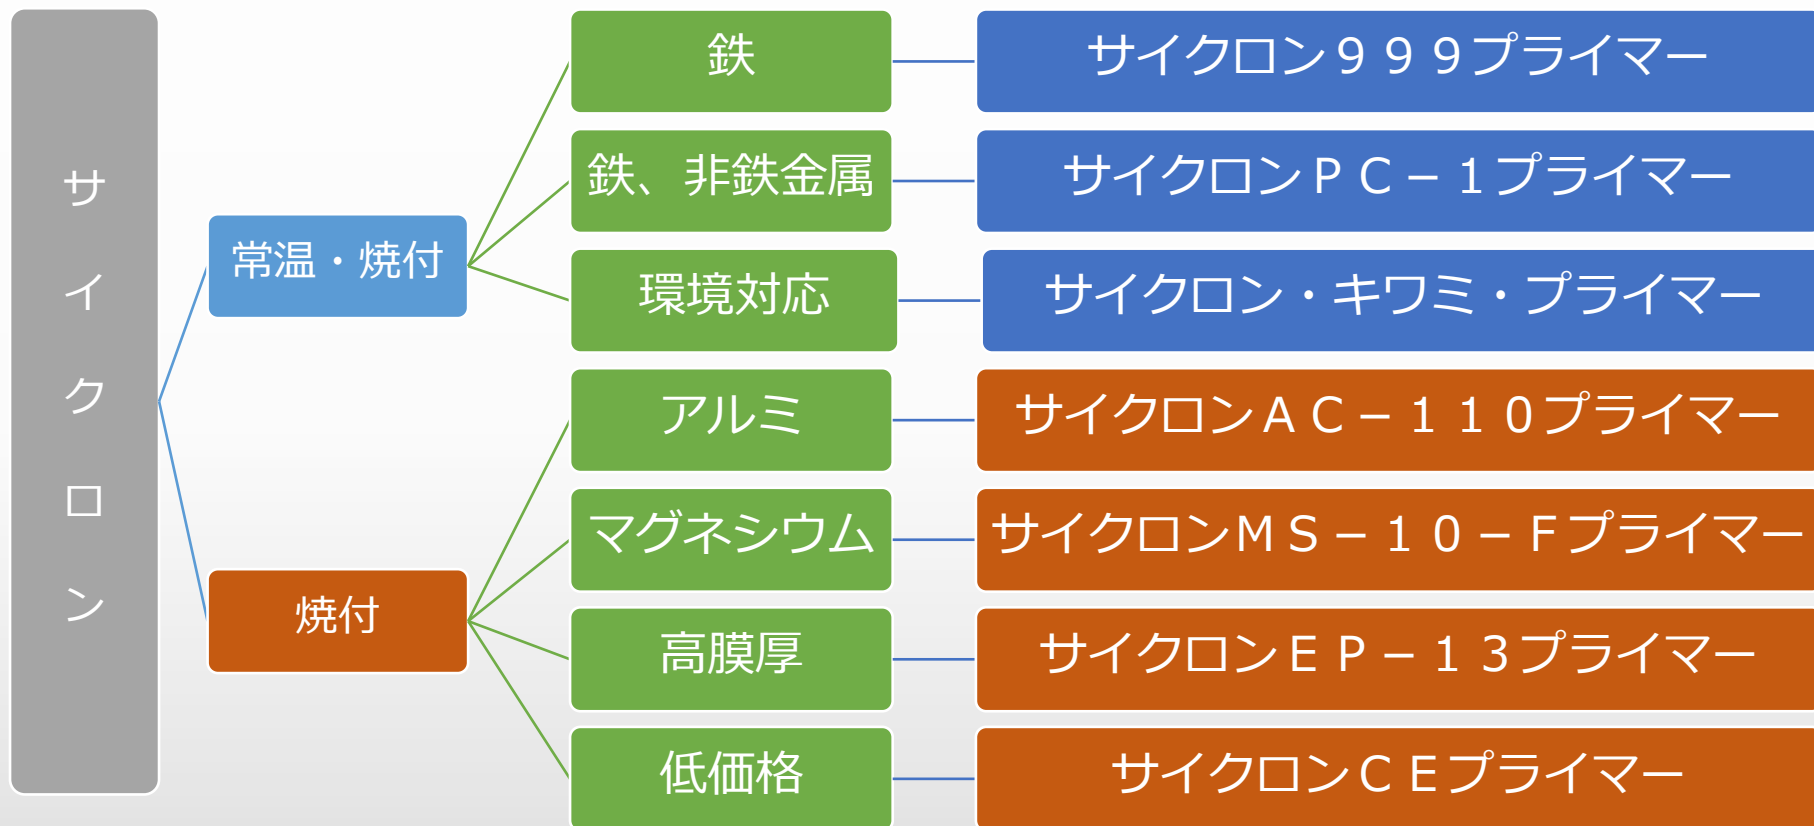 サイクロン
常温・焼付
鉄
サイクロン９９９プライマー
鉄、非鉄金属
サイクロンＰＣ－１プライマー
環境対応
サイクロン・キワミ・プライマー
焼付
アルミ
サイクロンＡＣ－１１０プライマー
マグネシウム
サイクロンＭＳ－１０－Ｆプライマー
高膜厚
サイクロンＥＰ－１３プライマー
低価格
サイクロンＣＥプライマー